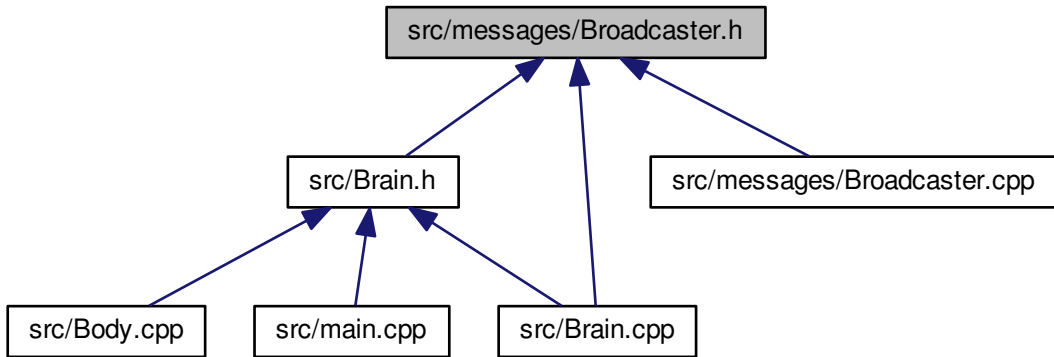 src/messages/Broadcaster.h
src/Brain.h
src/messages/Broadcaster.cpp
src/Body.cpp
src/main.cpp
src/Brain.cpp